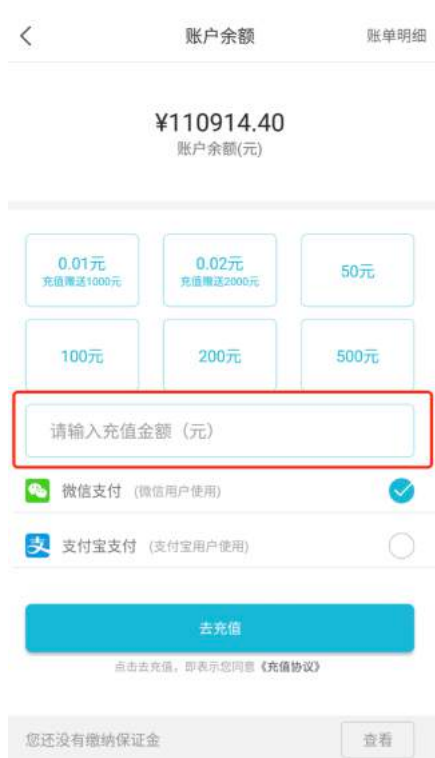 账户余额 账单明细
¥110914.40
账户余额(元)
0.01元 0.02元 50元
充值赠送1000元 充值赠送2000元
100元 200元 500元
请输入充值金额（元）
微信支付 (微信用户使用)
支付宝支付 (支付宝用户使用)
去充值
点击去充值，即表示您同意《充值协议》
您还没有缴纳保证金 查看